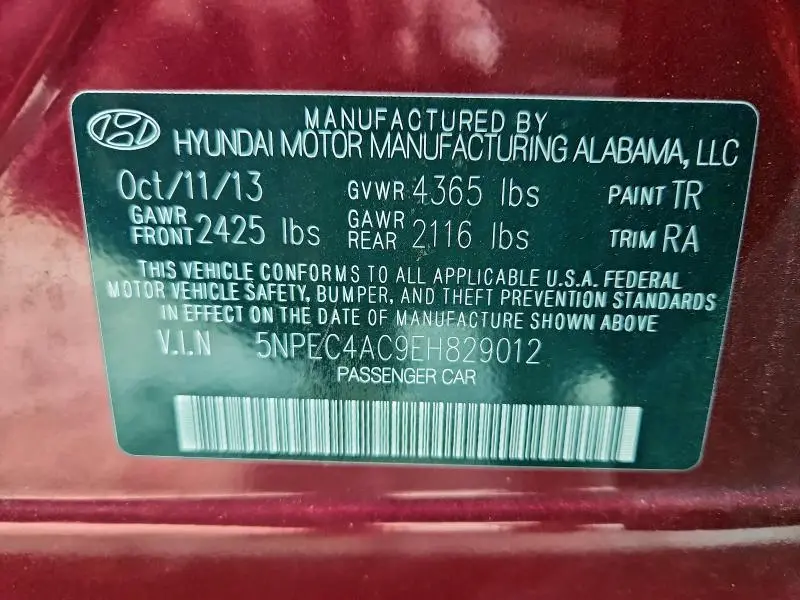 MANUFACTURED BY
HYUNDAI MOTOR MANUFACTURING ALABAMA, LLC
Oct/11/13 GVWR 4365 lbs PAINT TR
GAWR FRONT 2425 lbs GAWR REAR 2116 lbs TRIM RA
THIS VEHICLE CONFORMS TO ALL APPLICABLE U.S.A. FEDERAL
MOTOR VEHICLE SAFETY, BUMPER, AND THEFT PREVENTION STANDARDS
IN EFFECT ON THE DATE OF MANUFACTURE SHOWN ABOVE
V.I.N 5NPEC4AC9EH829012
PASSENGER CAR